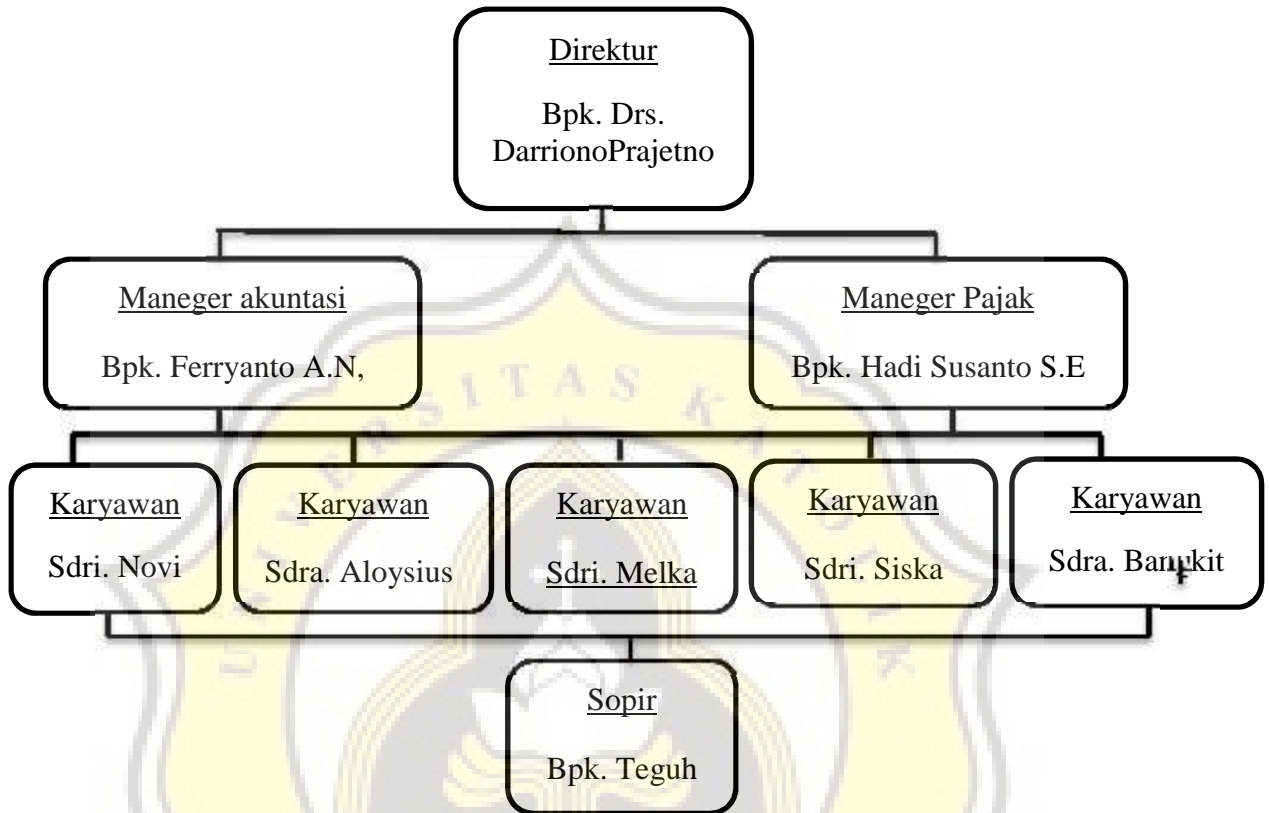 Direktur
Bpk. Drs.
DarrionoPrajetno
Maneger akuntasi
Bpk. Ferryanto A.N,
Maneger Pajak
Bpk. Hadi Susanto S.E
Karyawan
Sdri. Novi
Karyawan
Sdra. Aloysius
Karyawan
Sdri. Melka
Karyawan
Sdri. Siska
Karyawan
Sdra.
Sopir
Bpk. Teguh